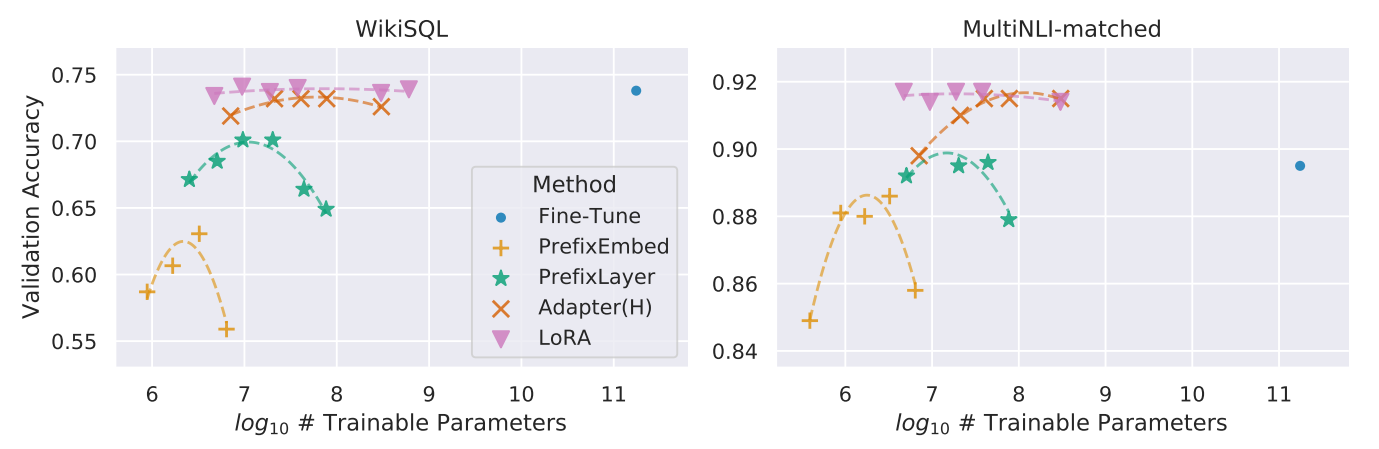 WikiSQL
Validation Accuracy
0.75
0.70
0.65
0.60
0.55
6 7 8 9 10 11
log10 # Trainable Parameters
Method
Fine-Tune
PrefixEmbed
PrefixLayer
Adapter(H)
LoRA
MultiNLI-matched
0.92
0.90
0.88
0.86
0.84
6 7 8 9 10 11
log10 # Trainable Parameters